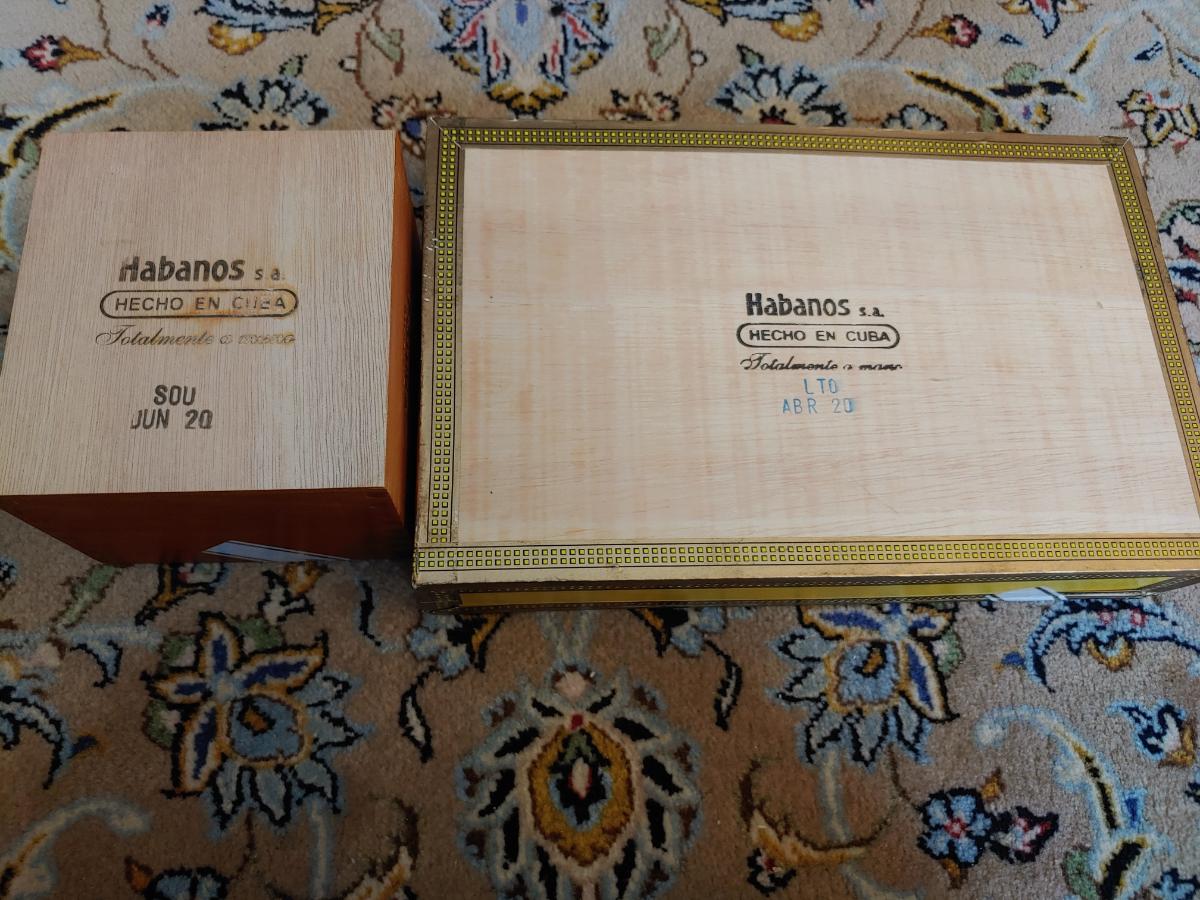 Habanos s.a.
HECHO EN CUBA
Totalmente a mano
SOU
JUN 20
Habanos s.a.
HECHO EN CUBA
Totalmente a mano
LTO
ABR 20